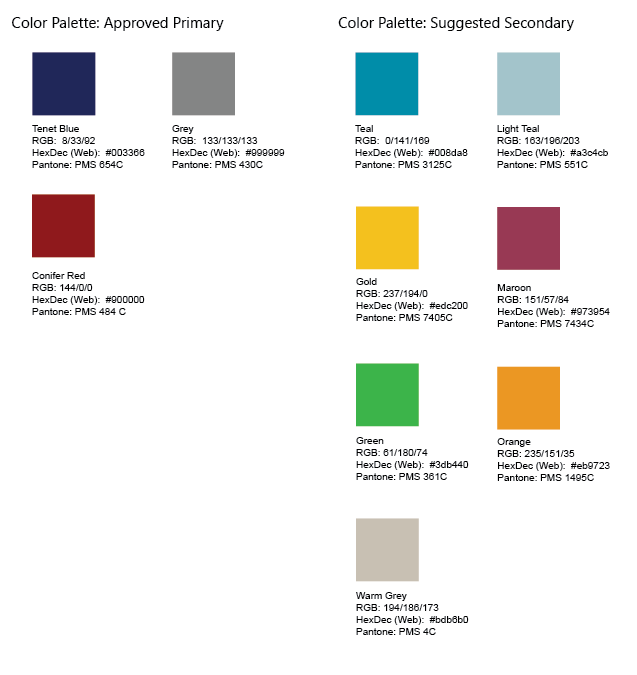 Color Palette: Approved Primary
Tenet Blue
RGB:  8/33/92
HexDec (Web):  #003366
Pantone: PMS 654C
Grey
RGB:  133/133/133
HexDec (Web):  #999999
Pantone: PMS 430C
Conifer Red
RGB: 144/0/0
HexDec (Web):  #900000
Pantone: PMS 484 C
Color Palette: Suggested Secondary
Teal
RGB:  0/141/169
HexDec (Web):  #008da8
Pantone: PMS 3125C
Light Teal
RGB: 163/196/203
HexDec (Web):  #a3c4cb
Pantone: PMS 551C
Gold
RGB: 237/194/0
HexDec (Web):  #edc200
Pantone: PMS 7405C
Maroon
RGB: 151/57/84
HexDec (Web):  #973954
Pantone: PMS 7434C
Green
RGB: 61/180/74
HexDec (Web):  #3db440
Pantone: PMS 361C
Orange
RGB: 235/151/35
HexDec (Web):  #eb9723
Pantone: PMS 1495C
Warm Grey
RGB: 194/186/173
HexDec (Web):  #bdb6b0
Pantone: PMS 4C